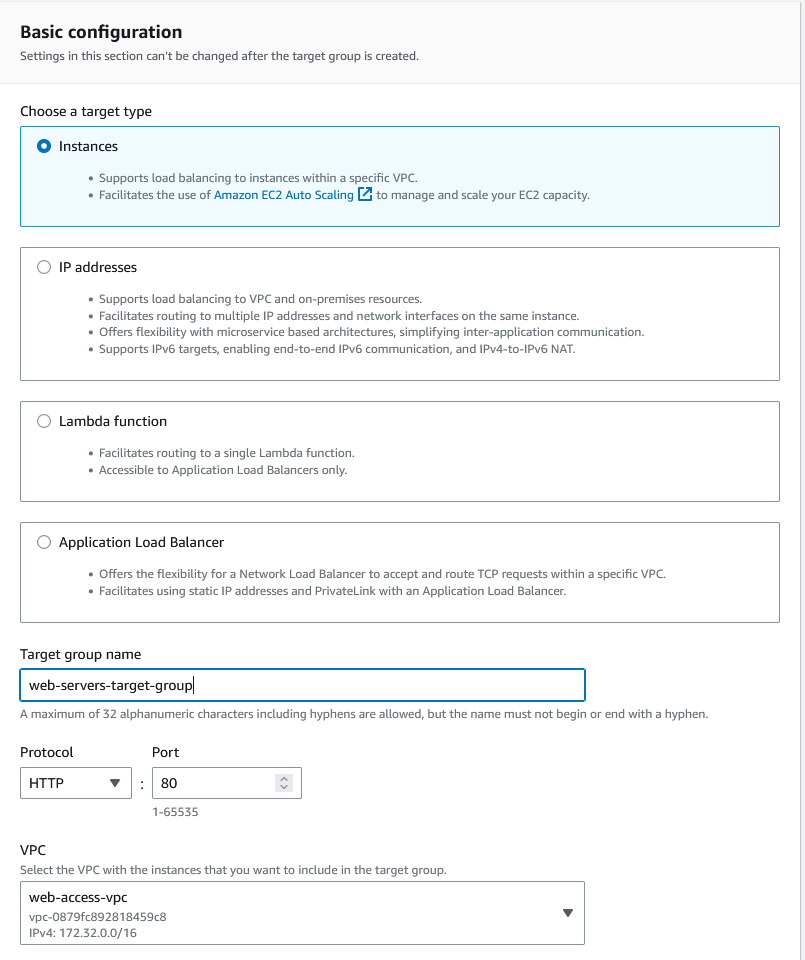 Basic configuration
Settings in this section can't be changed after the target group is created.
Choose a target type
Instances
• Supports load balancing to instances within a specific VPC.
• Facilitates the use of Amazon EC2 Auto Scaling to manage and scale your EC2 capacity.
IP addresses
• Supports load balancing to VPC and on-premises resources.
• Facilitates routing to multiple IP addresses and network interfaces on the same instance.
• Offers flexibility with microservice based architectures, simplifying inter-application communication.
• Supports IPv6 targets, enabling end-to-end IPv6 communication, and IPv4-to-IPv6 NAT.
Lambda function
• Facilitates routing to a single Lambda function.
• Accessible to Application Load Balancers only.
Application Load Balancer
• Offers the flexibility for a Network Load Balancer to accept and route TCP requests within a specific VPC.
• Facilitates using static IP addresses and PrivateLink with an Application Load Balancer.
Target group name
web-servers-target-group
A maximum of 32 alphanumeric characters including hyphens are allowed, but the name must not begin or end with a hyphen.
Protocol Port
HTTP : 80
1-65535
VPC
Select the VPC with the instances that you want to include in the target group.
web-access-vpc
vpc-0879fc892818459c8
IPv4: 172.32.0.0/16